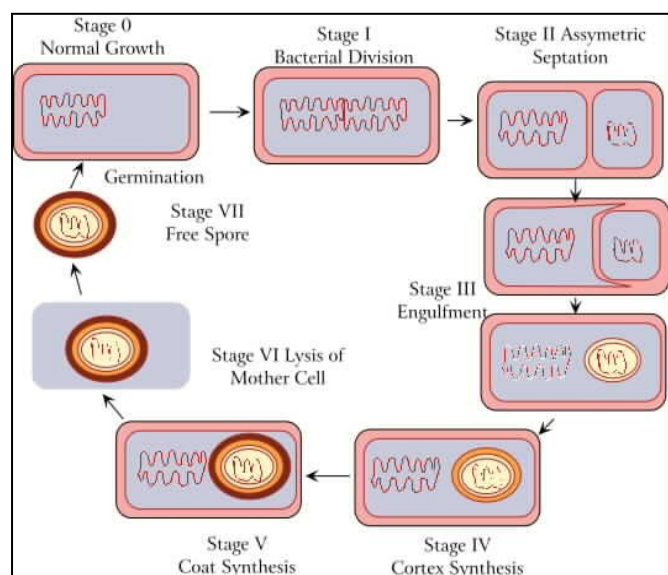 Stage 0
Normal Growth
Stage I
Bacterial Division
Stage II Assymetric
Septation
Germination
Stage VII
Free Spore
Stage III
Engulfment
Stage VI Lysis of
Mother Cell
Stage V
Coat Synthesis
Stage IV
Cortex Synthesis